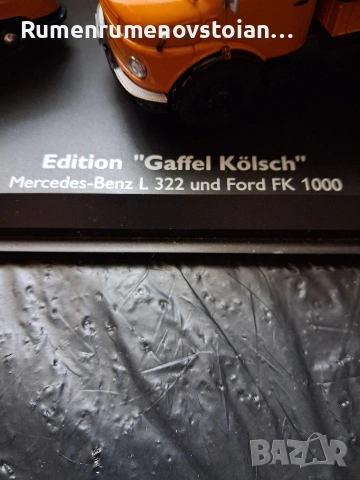 Rumenrumenovstoian...
Edition "Gaffel Kölsch"
Mercedes-Benz L 322 und Ford FK 1000
BAZAR